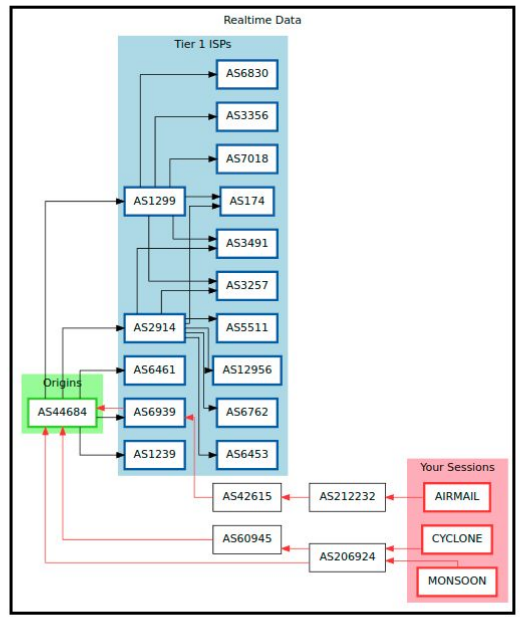 Realtime Data
Tier 1 ISPs
AS6830
AS3356
AS7018
AS1299
AS174
AS3491
AS3257
AS2914
AS5511
AS6461
AS12956
Origins
AS44684
AS6939
AS6762
AS1239
AS6453
Your Sessions
AS42615
AS212232
AIRMAIL
AS60945
CYCLONE
AS206924
MONSOON